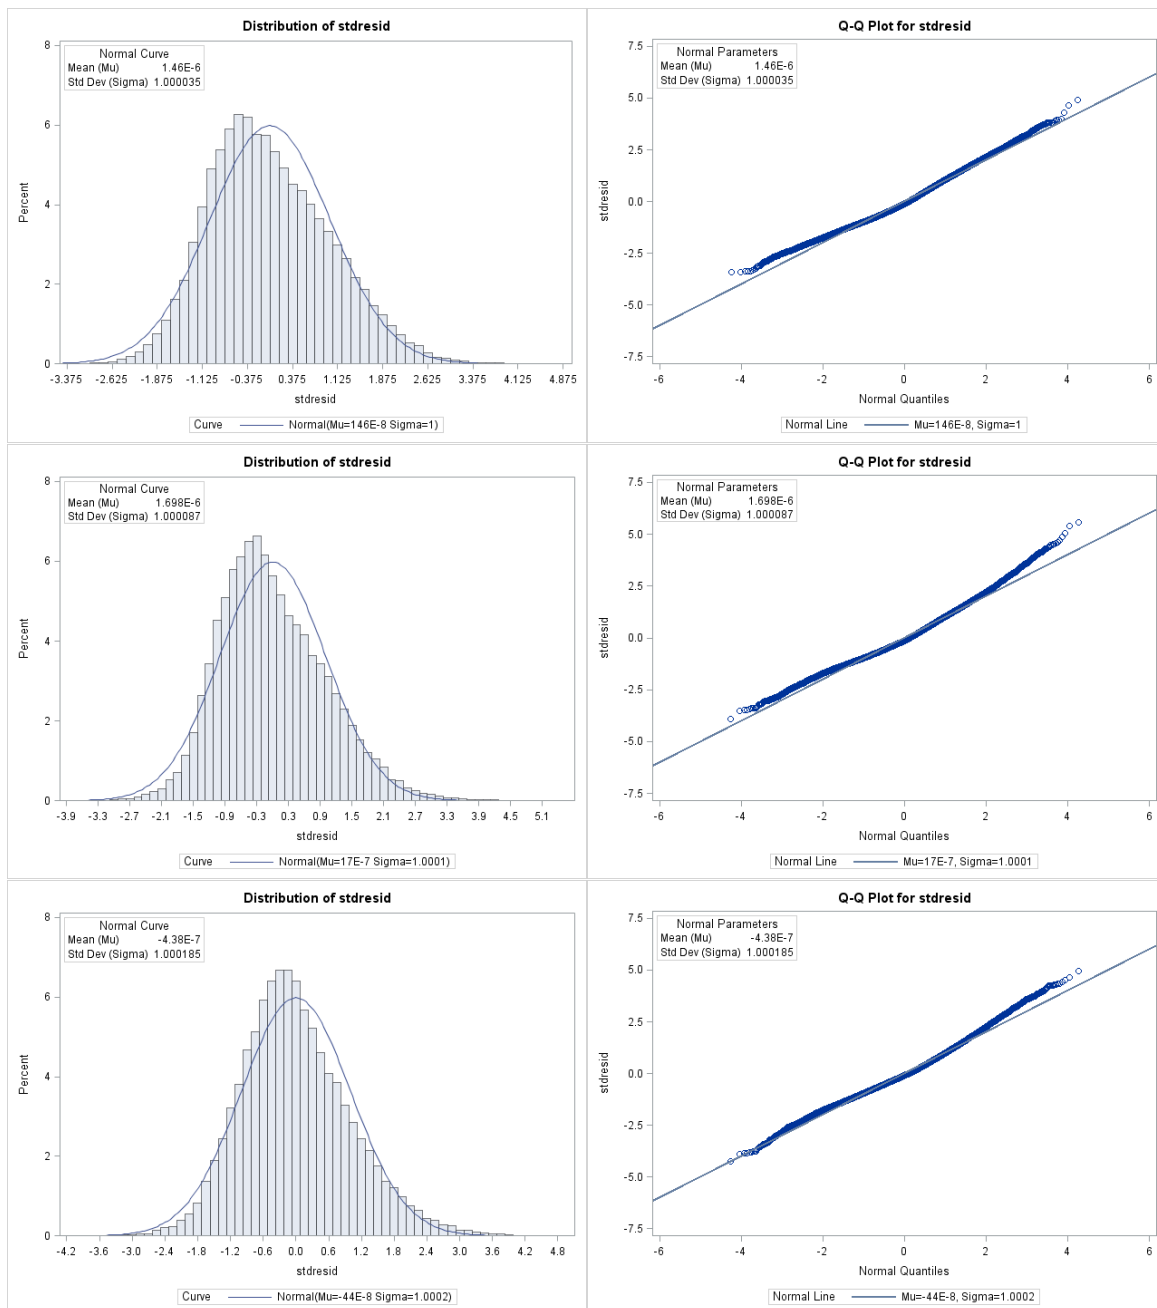 Distribution of stdresid
8
6
4
2
0
Percent
Normal Curve
Mean (Mu) 1.46E-6
Std Dev (Sigma) 1.000035
-3.375 -2.625 -1.875 -1.125 -0.375 0.375 1.125 1.875 2.625 3.375 4.125 4.875
stdresid
Curve Normal(Mu=146E-8 Sigma=1)
Q-Q Plot for stdresid
7.5
5.0
2.5
0.0
-2.5
-5.0
-7.5
stdresid
Normal Parameters
Mean (Mu) 1.46E-6
Std Dev (Sigma) 1.000035
-6 -4 -2 0 2 4 6
Normal Quantiles
Normal Line Mu=146E-8, Sigma=1
Distribution of stdresid
8
6
4
2
0
Percent
Normal Curve
Mean (Mu) 1.698E-6
Std Dev (Sigma) 1.000087
-3.9 -3.3 -2.7 -2.1 -1.5 -0.9 -0.3 0.3 0.9 1.5 2.1 2.7 3.3 3.9 4.5 5.1
stdresid
Curve Normal(Mu=17E-7 Sigma=1.0001)
Q-Q Plot for stdresid
7.5
5.0
2.5
0.0
-2.5
-5.0
-7.5
stdresid
Normal Parameters
Mean (Mu) 1.698E-6
Std Dev (Sigma) 1.000087
-6 -4 -2 0 2 4 6
Normal Quantiles
Normal Line Mu=17E-7, Sigma=1.0001
Distribution of stdresid
8
6
4
2
0
Percent
Normal Curve
Mean (Mu) -4.38E-7
Std Dev (Sigma) 1.000185
-4.2 -3.6 -3.0 -2.4 -1.8 -1.2 -0.6 0.0 0.6 1.2 1.8 2.4 3.0 3.6 4.2 4.8
stdresid
Curve Normal(Mu=-44E-8 Sigma=1.0002)
Q-Q Plot for stdresid
7.5
5.0
2.5
0.0
-2.5
-5.0
-7.5
stdresid
Normal Parameters
Mean (Mu) -4.38E-7
Std Dev (Sigma) 1.000185
-6 -4 -2 0 2 4 6
Normal Quantiles
Normal Line Mu=-44E-8, Sigma=1.0002